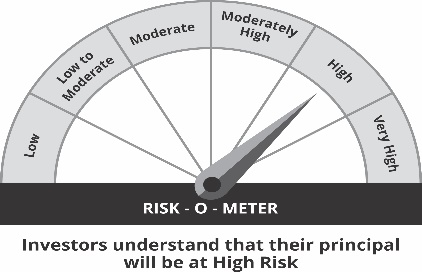 Low
Low to
Moderate
Moderate
Moderately
High
High
Very High
RISK - O - METER
Investors understand that their principal
will be at High Risk